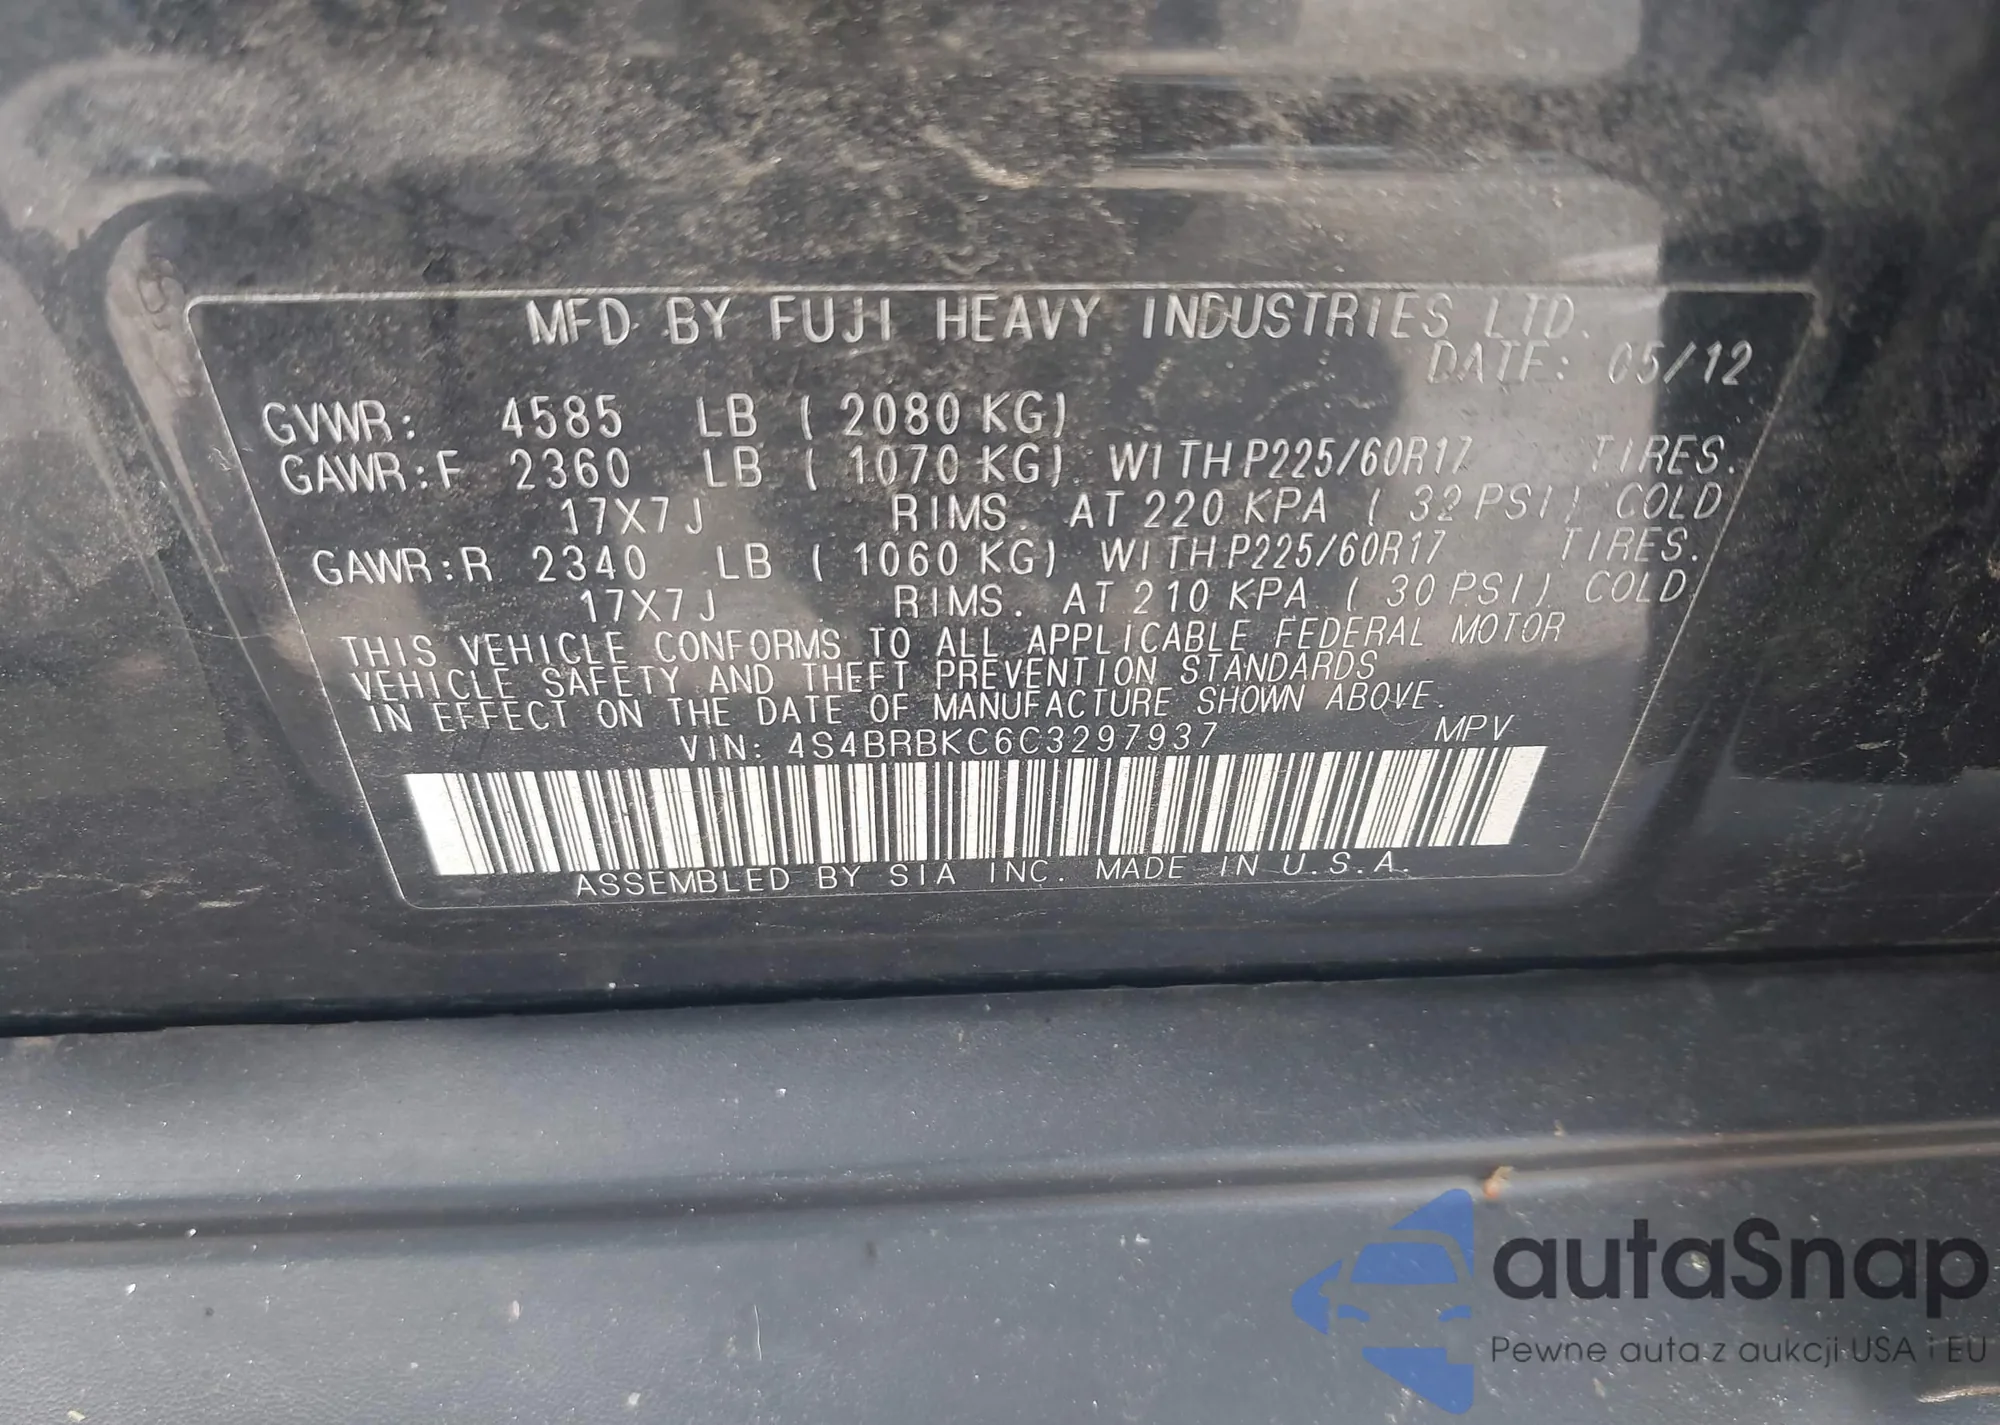 MFD. BY FUJI HEAVY INDUSTRIES LTD.
DATE: 05/12
GVWR: 4585 LB ( 2080 KG)
GAWR:F 2360 LB ( 1070 KG) WITH P225/60R17 TIRES.
17X7J RIMS. AT 220 KPA ( 32 PSI) COLD
GAWR:R 2340 LB ( 1060 KG) WITH P225/60R17 TIRES.
17X7J RIMS. AT 210 KPA ( 30 PSI) COLD
THIS VEHICLE CONFORMS TO ALL APPLICABLE FEDERAL MOTOR
VEHICLE SAFETY AND THEFT PREVENTION STANDARDS
IN EFFECT ON THE DATE OF MANUFACTURE SHOWN ABOVE.
VIN: 4S4BRBKC6C3297937 MPV
ASSEMBLED BY SIA INC. MADE IN U.S.A.
autaSnap
Pewne auta z aukcji USA i EU